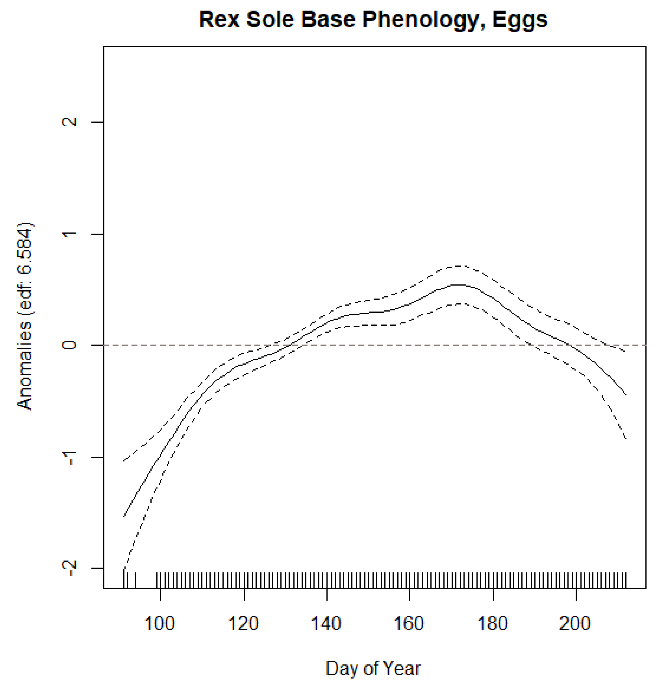 Rex Sole Base Phenology, Eggs
Anomalies (edf: 6.584)
2
1
0
-1
-2
100 120 140 160 180 200
Day of Year